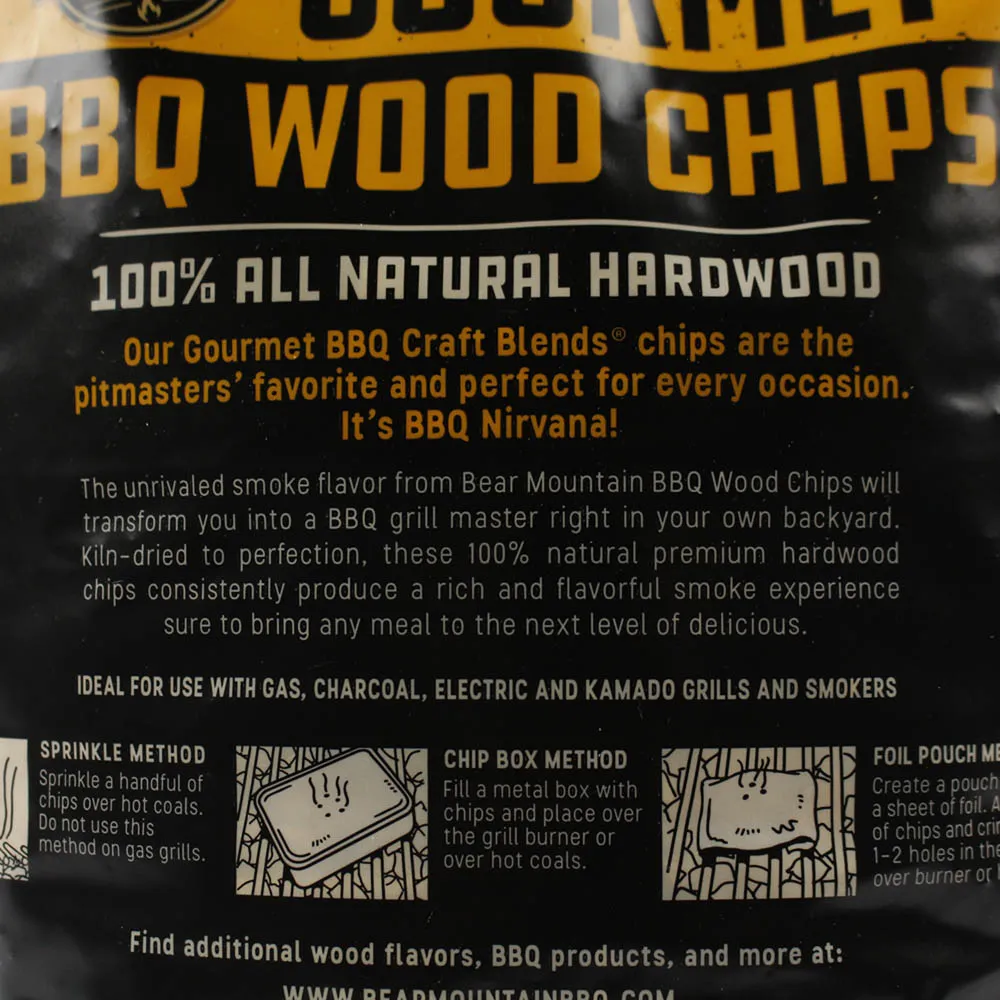 GOURMET
BBQ WOOD CHIPS
100% ALL NATURAL HARDWOOD
Our Gourmet BBQ Craft Blends® chips are the
pitmasters' favorite and perfect for every occasion.
It's BBQ Nirvana!
The unrivaled smoke flavor from Bear Mountain BBQ Wood Chips will
transform you into a BBQ grill master right in your own backyard.
Kiln-dried to perfection, these 100% natural premium hardwood
chips consistently produce a rich and flavorful smoke experience
sure to bring any meal to the next level of delicious.
IDEAL FOR USE WITH GAS, CHARCOAL, ELECTRIC AND KAMADO GRILLS AND SMOKERS
SPRINKLE METHOD
Sprinkle a handful of
chips over hot coals.
Do not use this
method on gas grills.
CHIP BOX METHOD
Fill a metal box with
chips and place over
the grill burner or
over hot coals.
FOIL POUCH
Create a pouch
a sheet of foil.
of chips and
1-2 holes in the
over burner or
Find additional wood flavors, BBQ products, and more at:
WWW.BEARMOUNTAINBBQ.COM